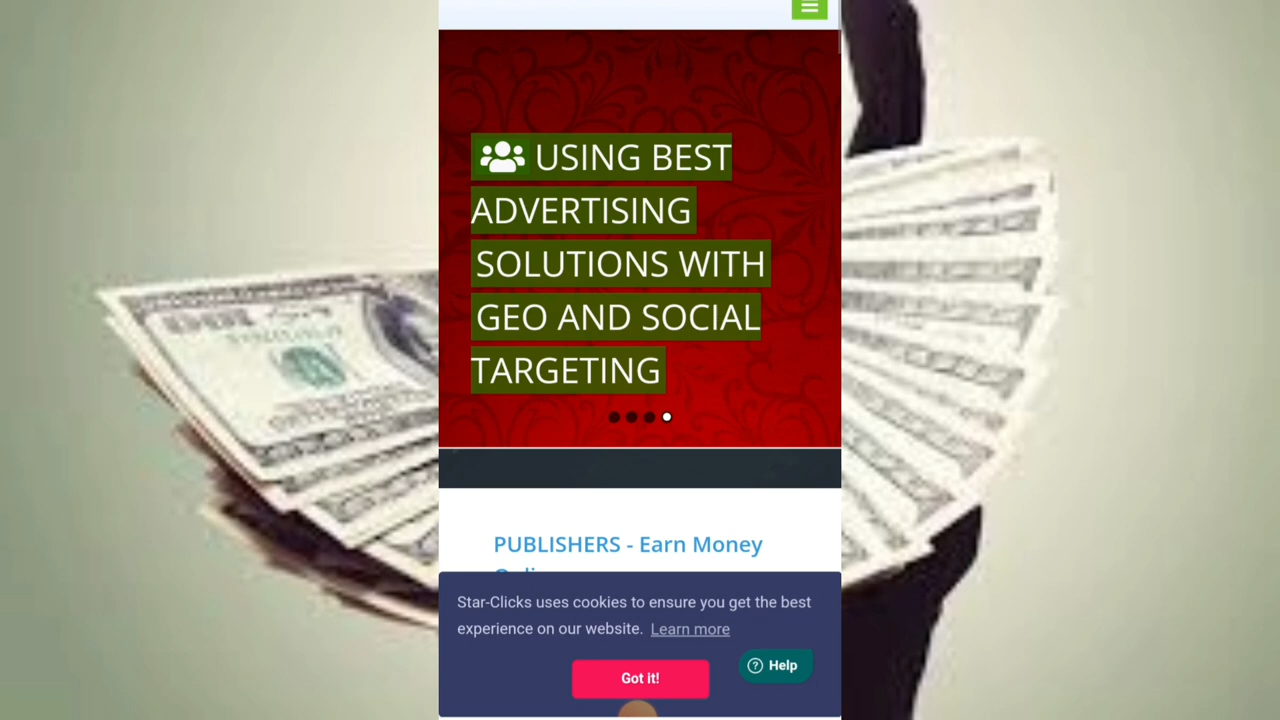 USING BEST
ADVERTISING
SOLUTIONS WITH
GEO AND SOCIAL
TARGETING
PUBLISHERS - Earn Money
Star-Clicks uses cookies to ensure you get the best
experience on our website. Learn more
Got it!
Help